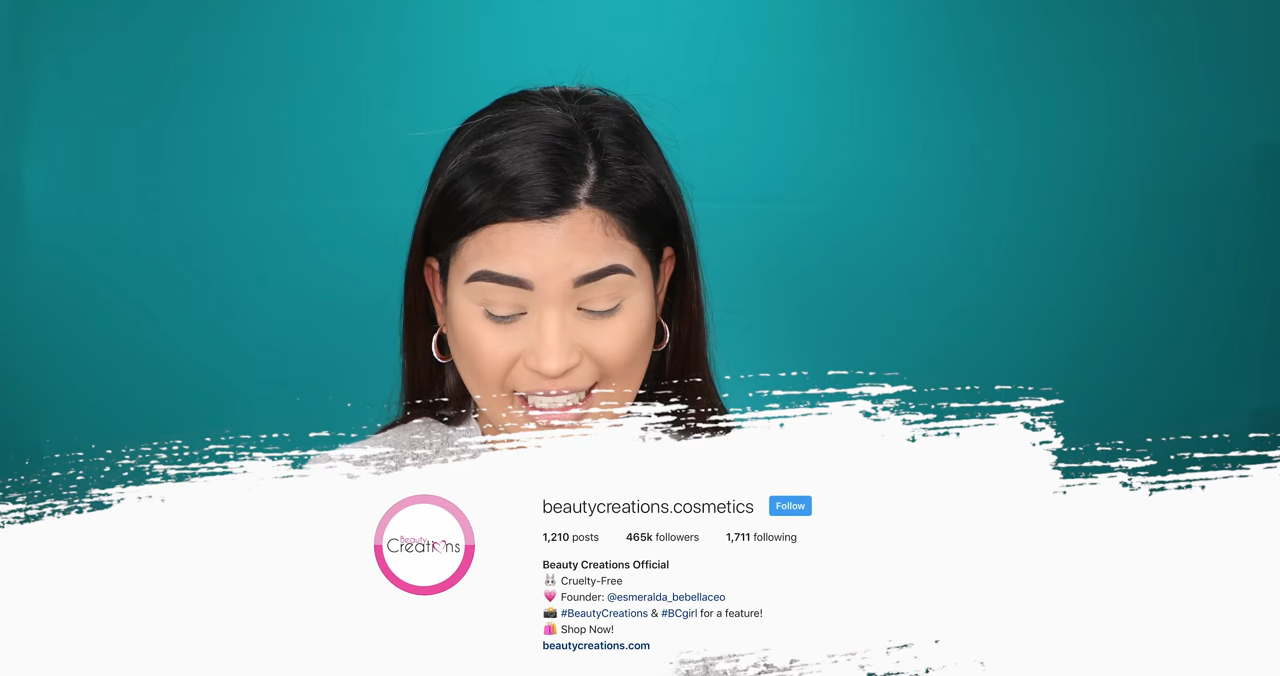 Beauty
Creations
beautycreations.cosmetics Follow
1,210 posts 465k followers 1,711 following
Beauty Creations Official
🐰 Cruelty-Free
💗 Founder: @esmeralda_bebellaceo
📸 #BeautyCreations & #BCgirl for a feature!
🛍️ Shop Now!
beautycreations.com